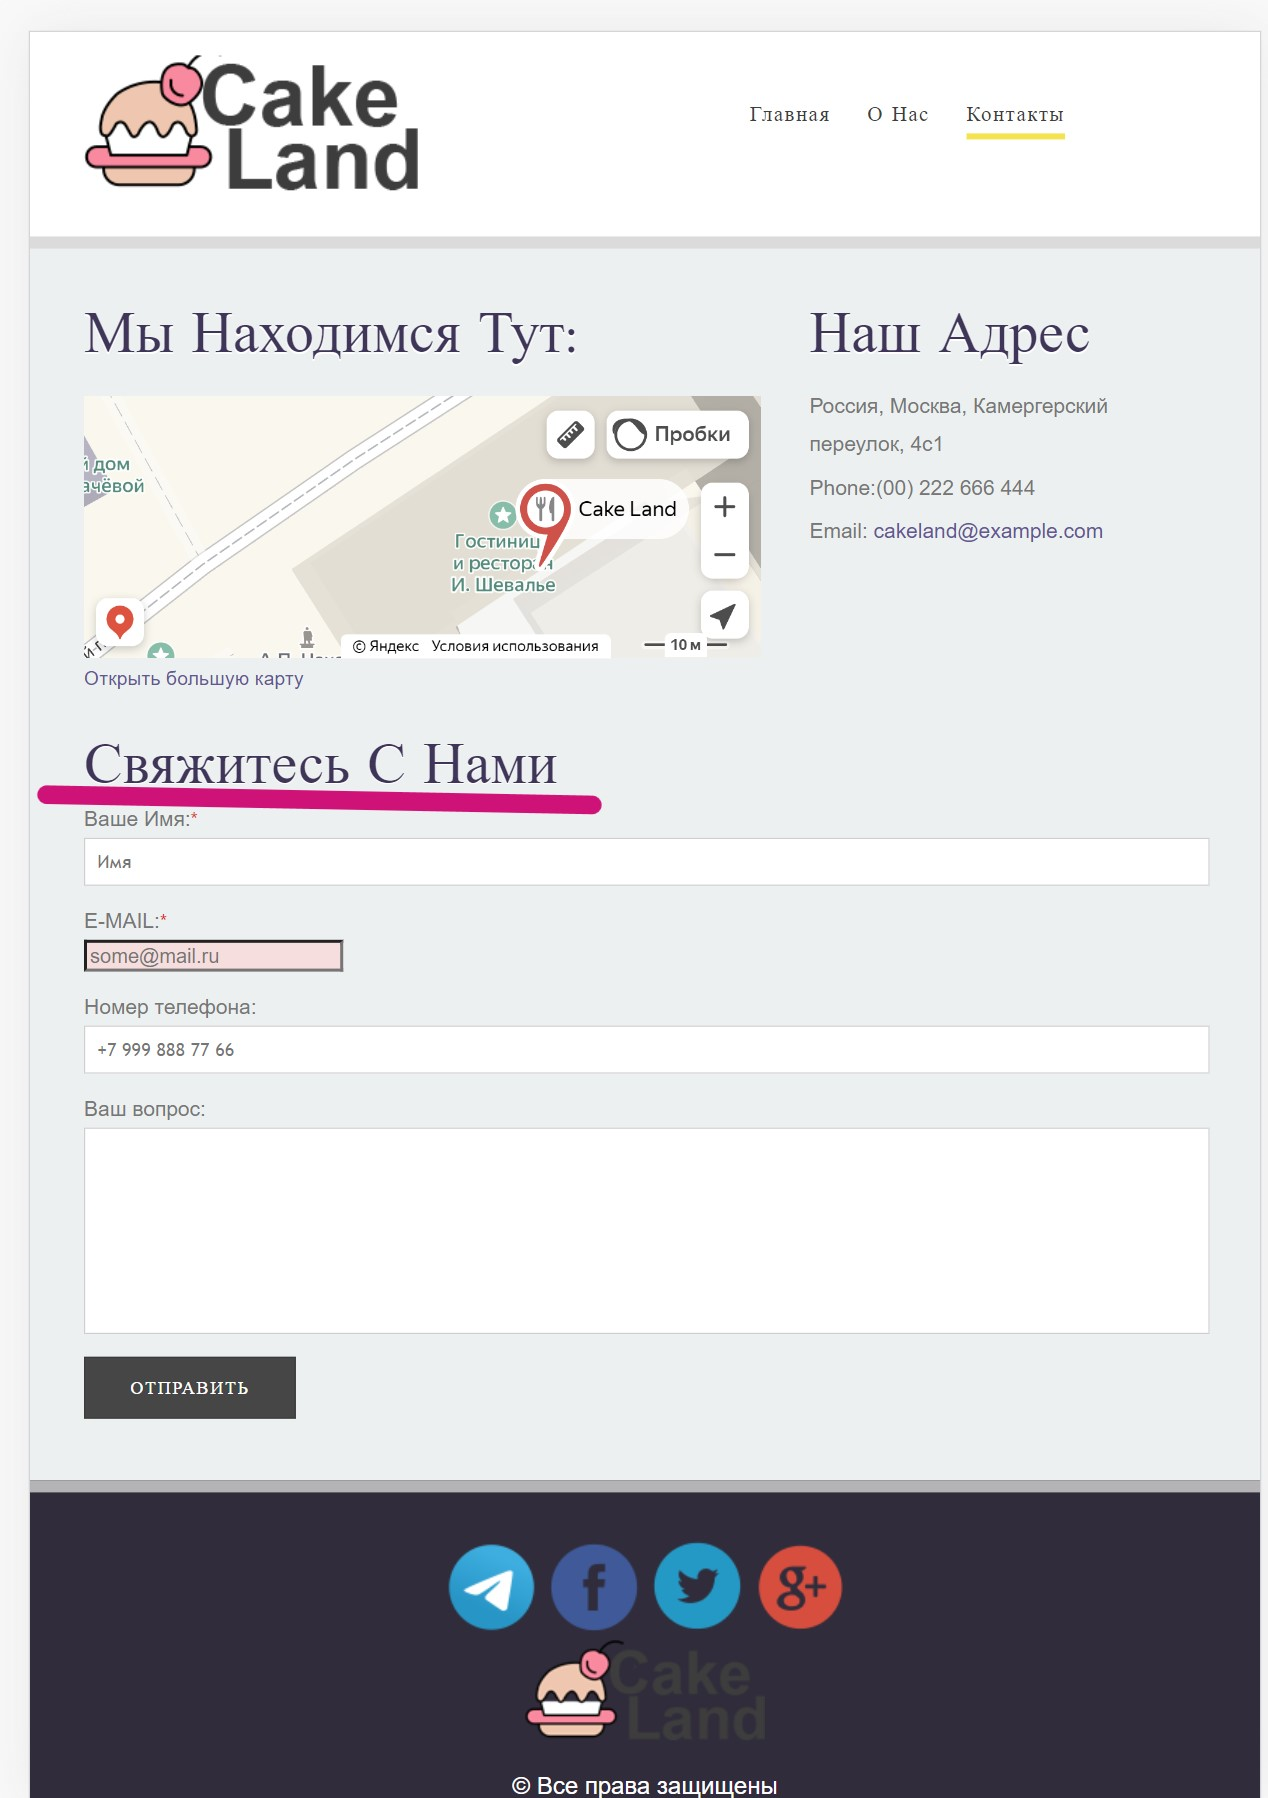 Cake
Land
Главная О Нас Контакты
Мы Находимся Тут:
Наш Адрес
Россия, Москва, Камергерский
переулок, 4с1
Phone:(00) 222 666 444
Email: cakeland@example.com
Пробки
й дом
ачёвой
Cake Land
Гостиниц
и ресторан
И. Шевалье
© Яндекс Условия использования
10 м
Открыть большую карту
Свяжитесь С Нами
Ваше Имя:*
Имя
E-MAIL:*
some@mail.ru
Номер телефона:
+7 999 888 77 66
Ваш вопрос:
ОТПРАВИТЬ
Cake
Land
© Все права защищены